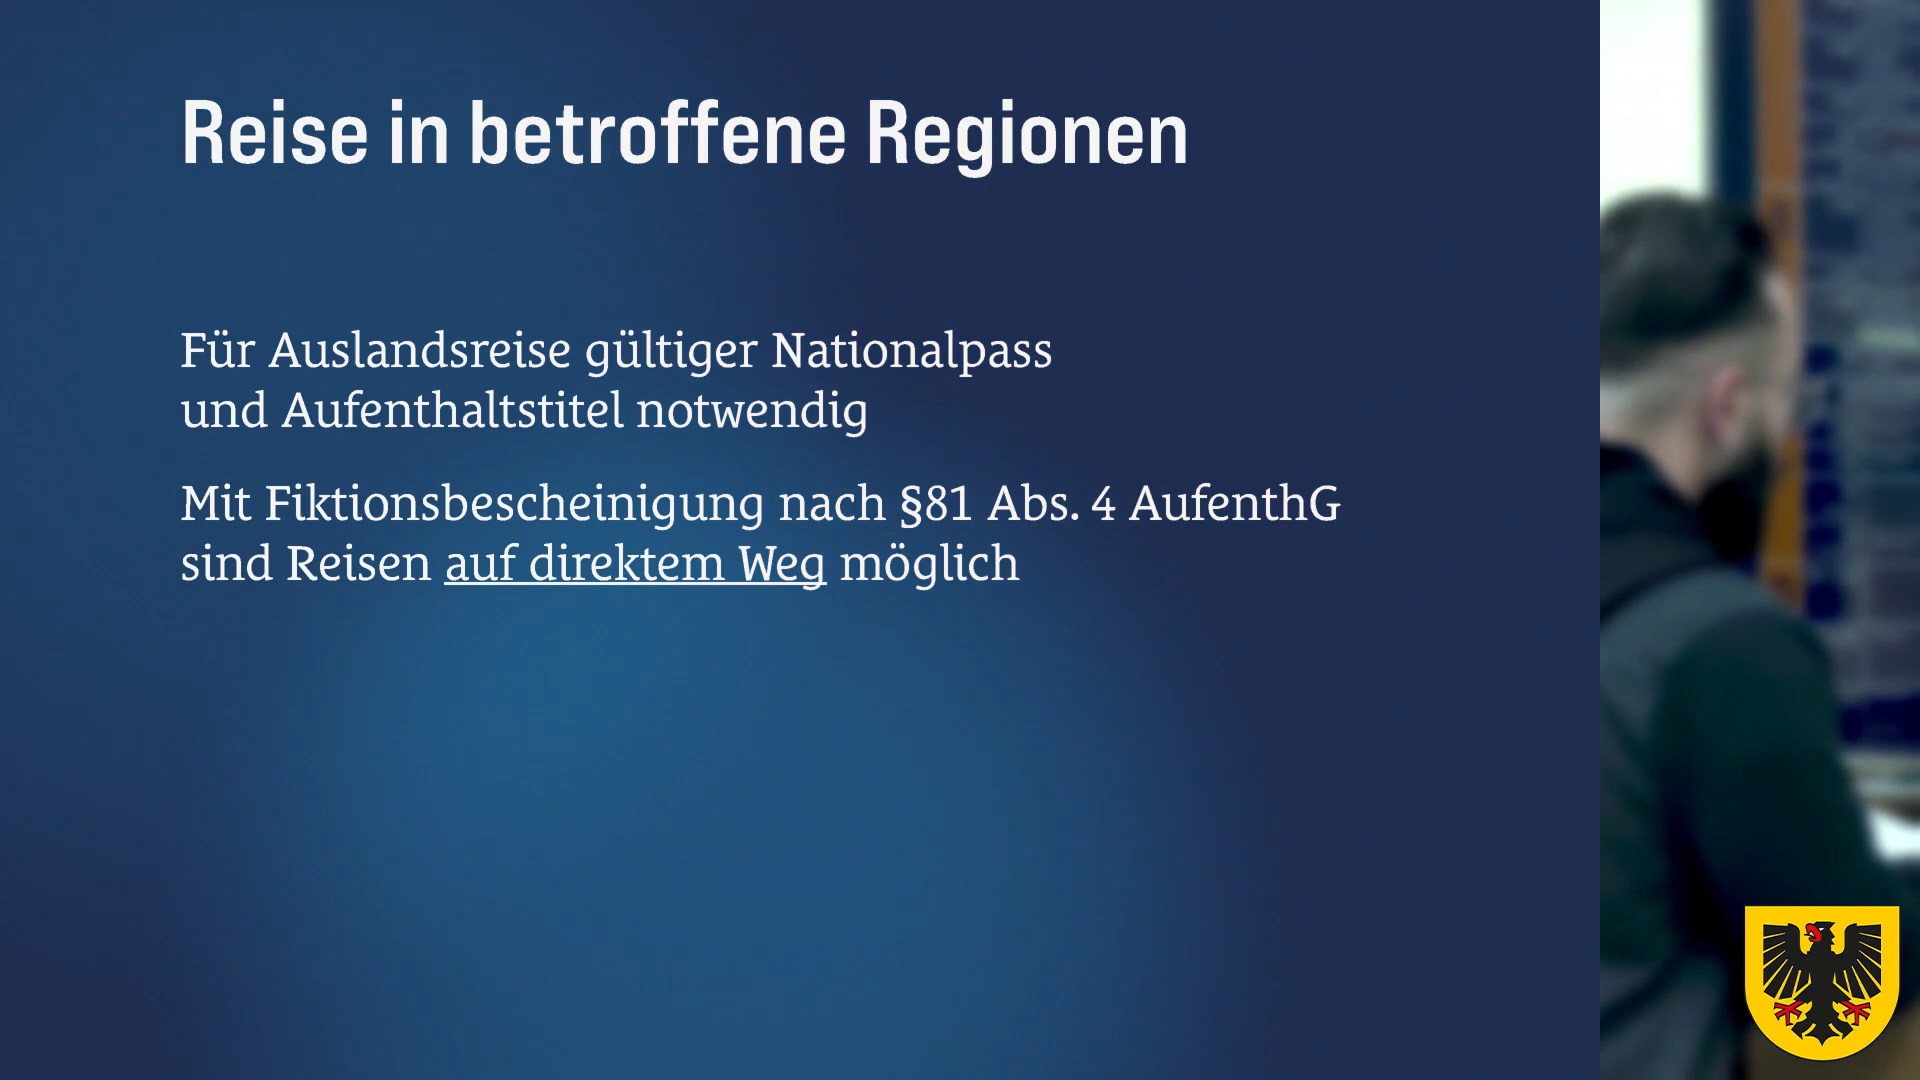 Reise in betroffene Regionen
Für Auslandsreise gültiger Nationalpass
und Aufenthaltstitel notwendig
Mit Fiktionsbescheinigung nach §81 Abs. 4 AufenthG
sind Reisen auf direktem Weg möglich